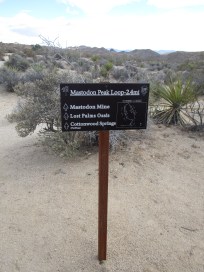 Mastodon Peak Loop-2.4mi
Mastodon Mine
Lost Palms Oasis
Cottonwood Springs